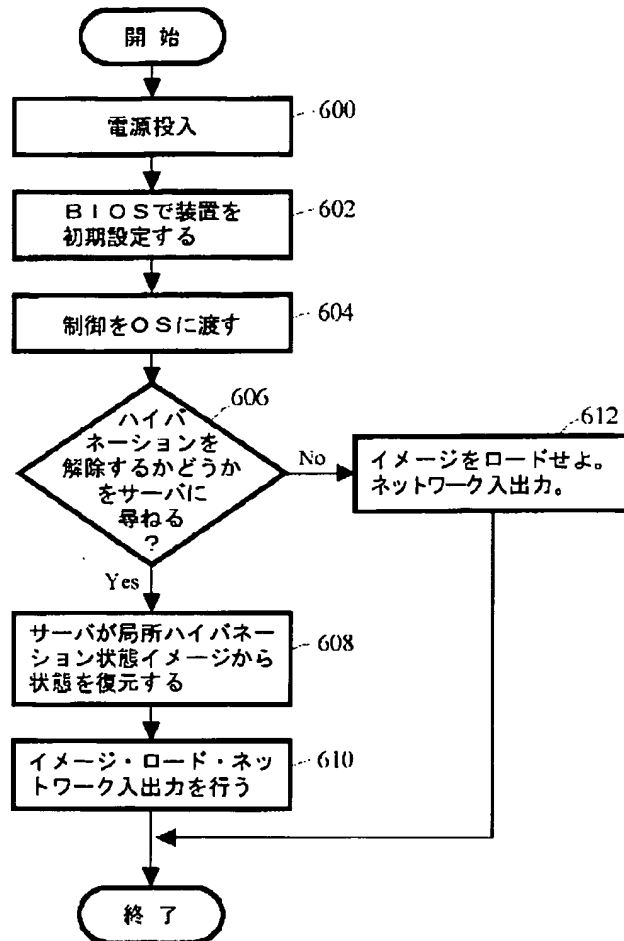 開始
電源投入
600
BIOSで装置を
初期設定する
602
制御をOSに渡す
604
ハイバ
ネーションを
解除するかどうか
をサーバに
尋ねる
?
606
No
イメージをロードせよ。
ネットワーク入出力。
612
Yes
サーバが局所ハイバネー
ション状態イメージから
状態を復元する
608
イメージ・ロード・ネッ
トワーク入出力を行う
610
終了